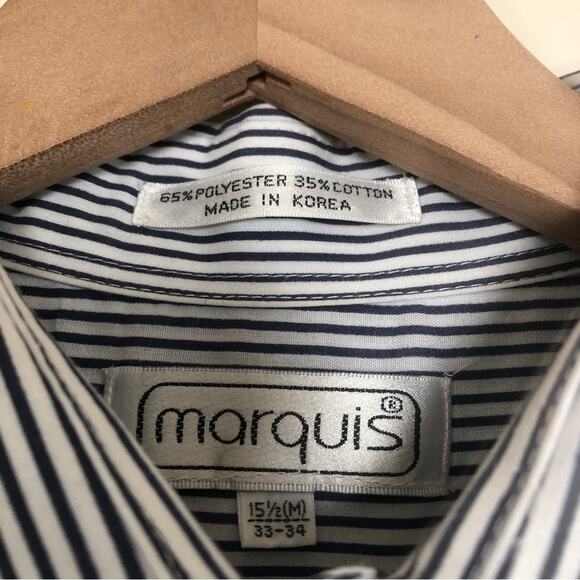 65% POLYESTER 35% COTTON
MADE IN KOREA
marquis®
15½(M)
33-34